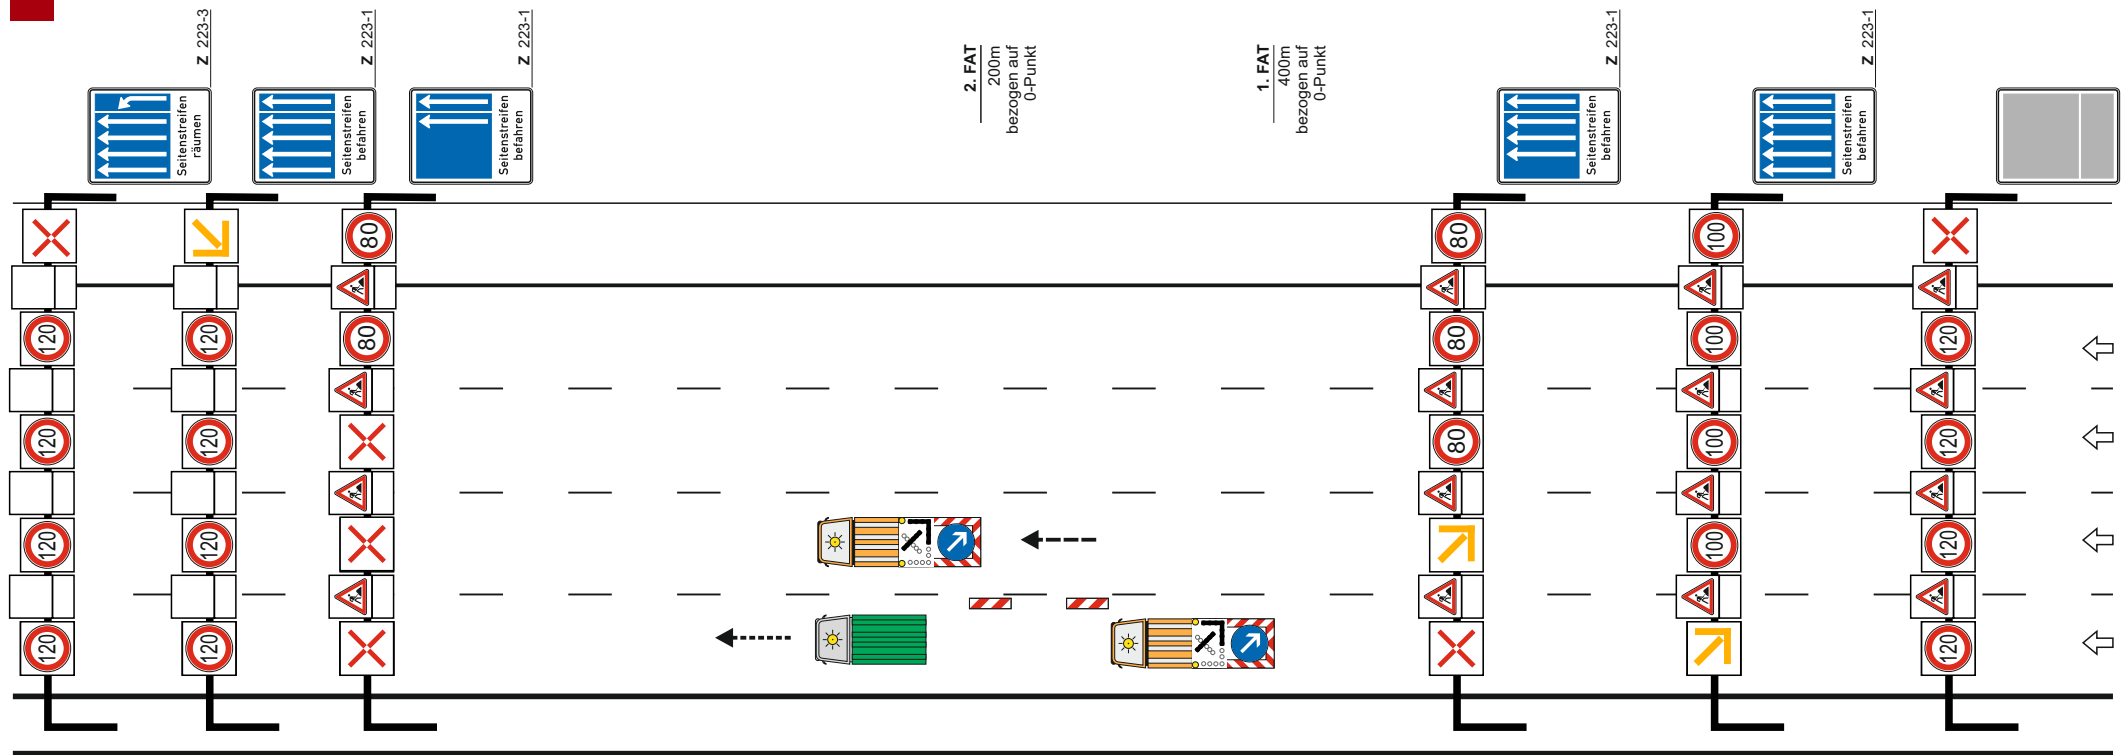 Z 223-3
Seitenstreifen
räumen
Z 223-1
Seitenstreifen
befahren
Z 223-1
Seitenstreifen
befahren
2. FAT
200m
bezogen auf
0-Punkt
1. FAT
400m
bezogen auf
0-Punkt
Z 223-1
Seitenstreifen
befahren
Z 223-1
Seitenstreifen
befahren
80
80
100
120
120
80
80
100
120
120
120
80
100
120
120
120
100
120
120
120
120